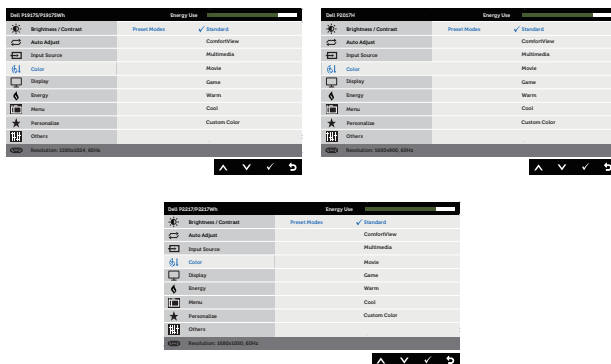 Dell P1917S/P1917SWh Energy Use
Brightness / Contrast Preset Modes ✓ Standard
Auto Adjust ComfortView
Input Source Multimedia
Color Movie
Display Game
Energy Warm
Menu Cool
Personalize Custom Color
Others
Resolution: 1280x1024, 60Hz
Dell P2017H Energy Use
Brightness / Contrast Preset Modes ✓ Standard
Auto Adjust ComfortView
Input Source Multimedia
Color Movie
Display Game
Energy Warm
Menu Cool
Personalize Custom Color
Others
Resolution: 1600x900, 60Hz
Dell P2217/P2217Wh Energy Use
Brightness / Contrast Preset Modes ✓ Standard
Auto Adjust ComfortView
Input Source Multimedia
Color Movie
Display Game
Energy Warm
Menu Cool
Personalize Custom Color
Others
Resolution: 1680x1050, 60Hz